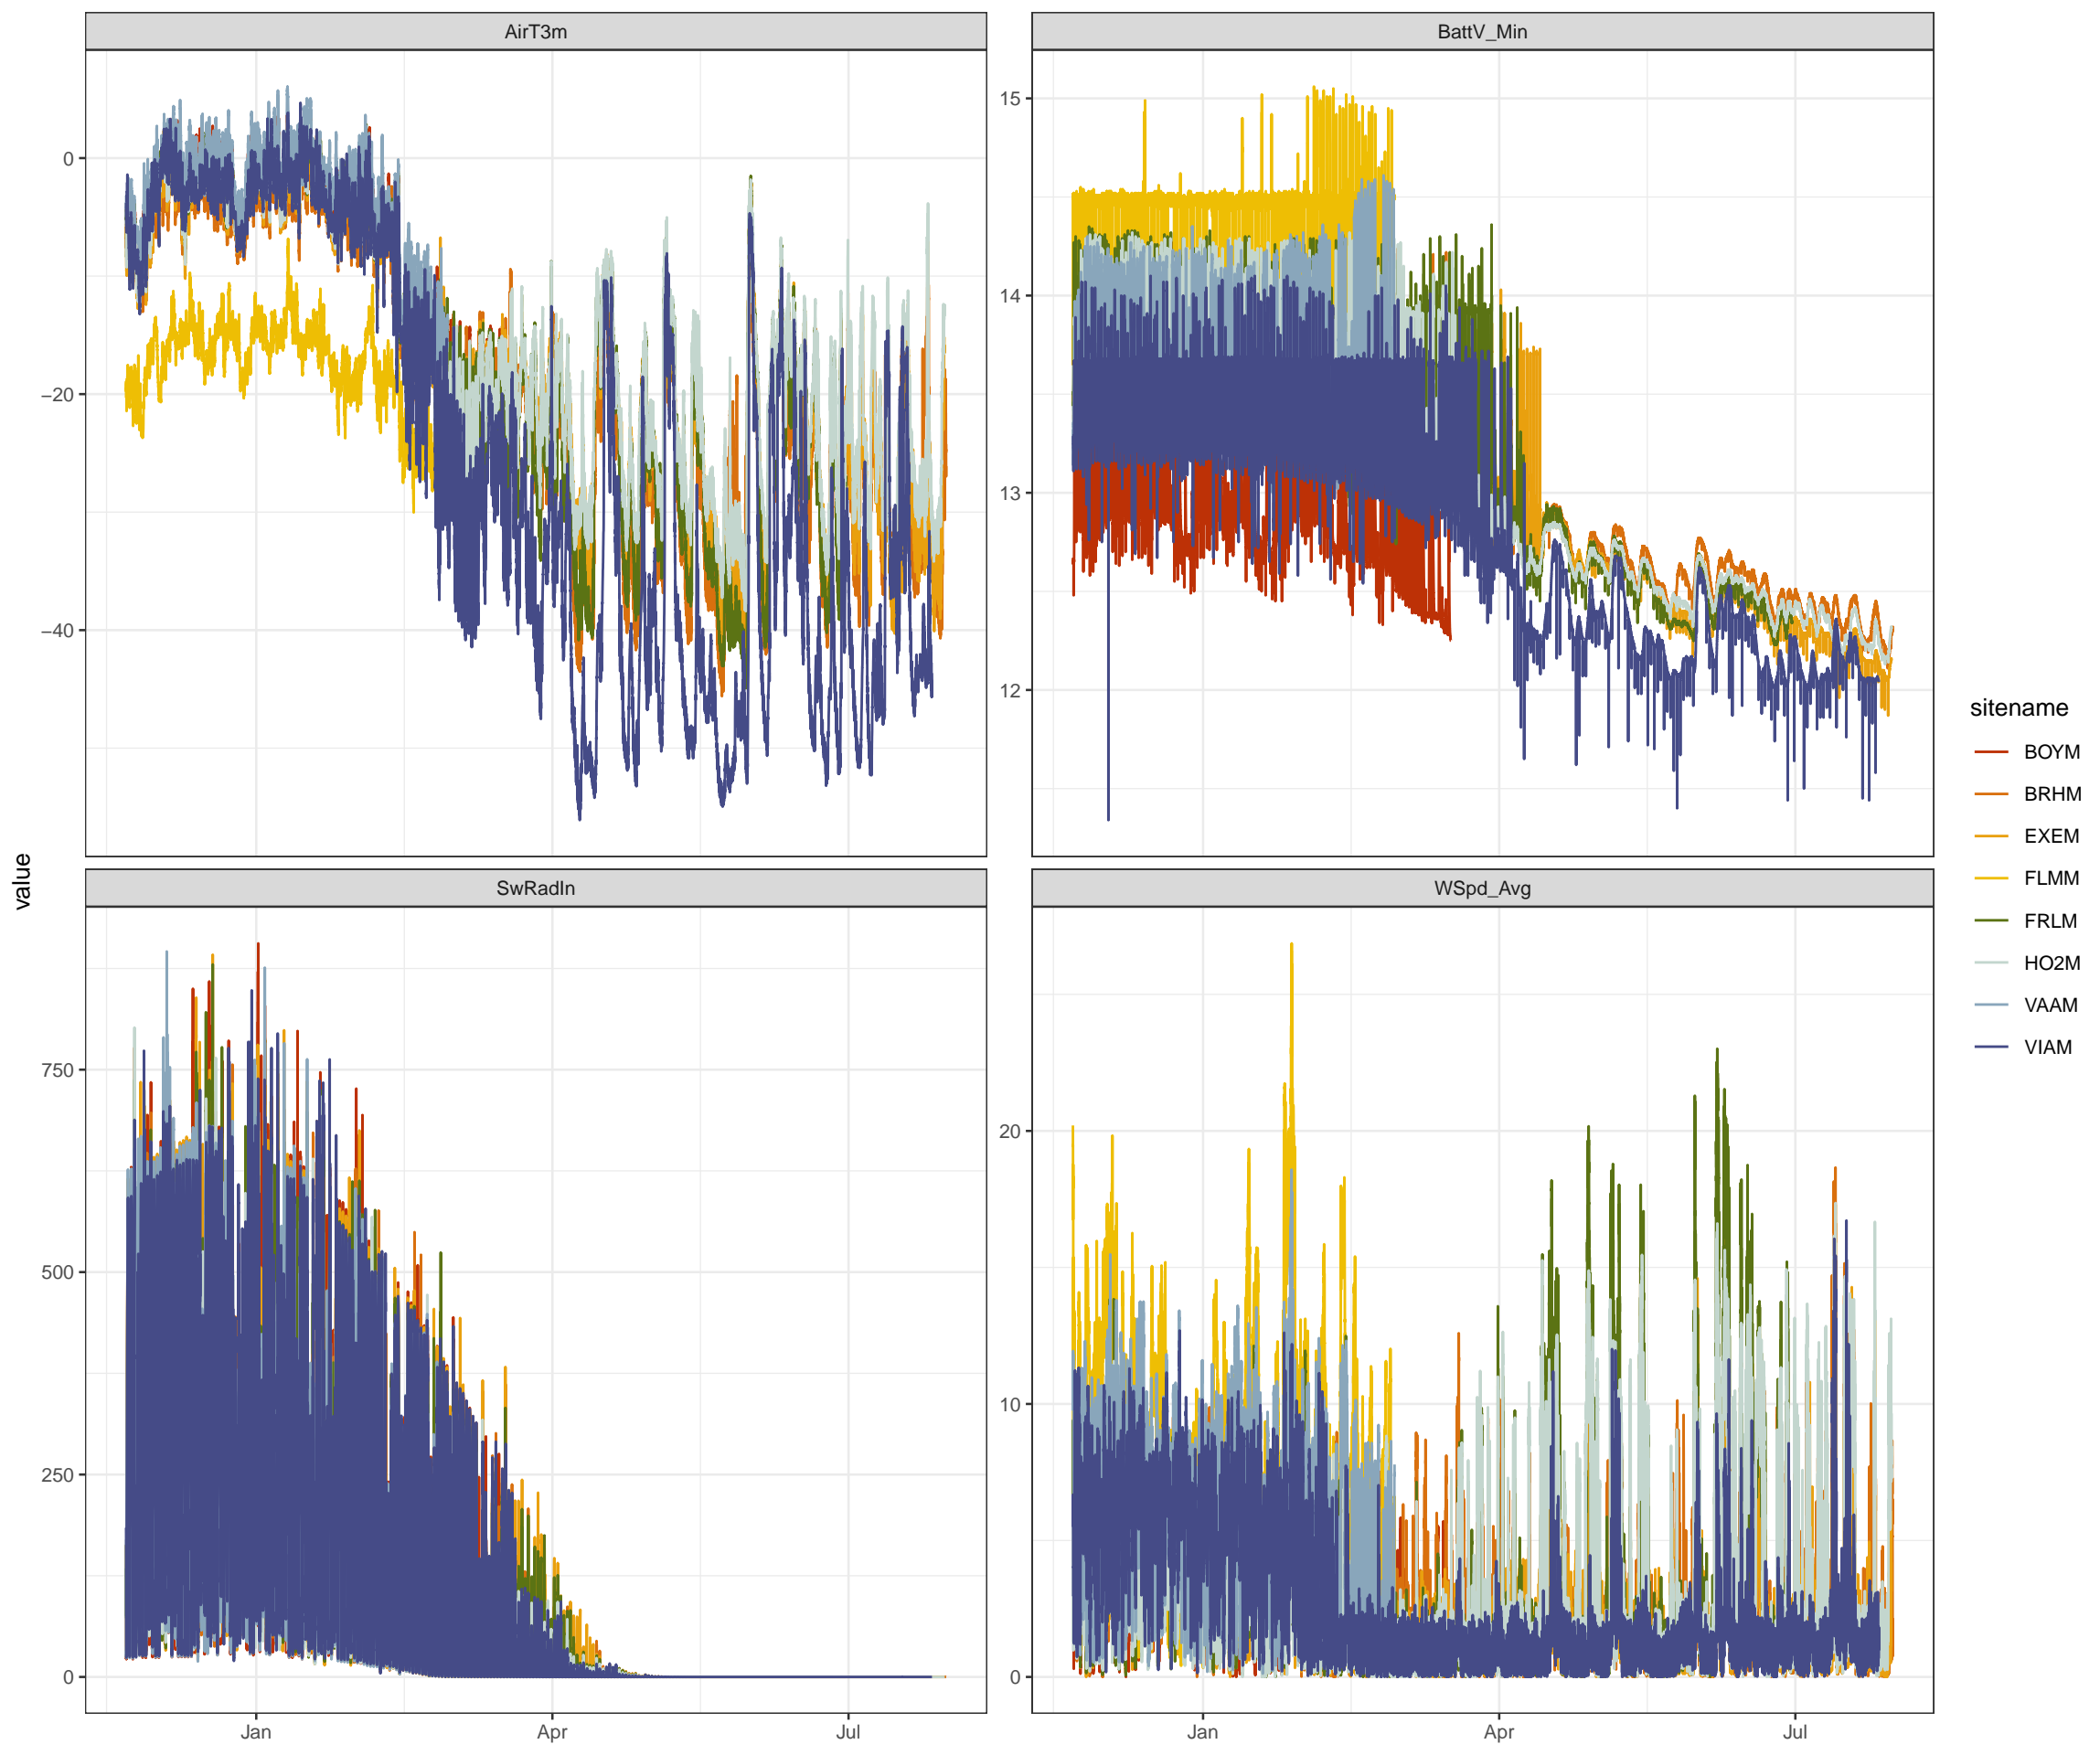 AirT3m
BattV_Min
0
−20
−40
15
14
13
12
SwRadIn
WSpd_Avg
750
500
250
0
20
10
0
Jan
Apr
Jul
Jan
Apr
Jul
value
sitename
BOYM
BRHM
EXEM
FLMM
FRLM
HO2M
VAAM
VIAM